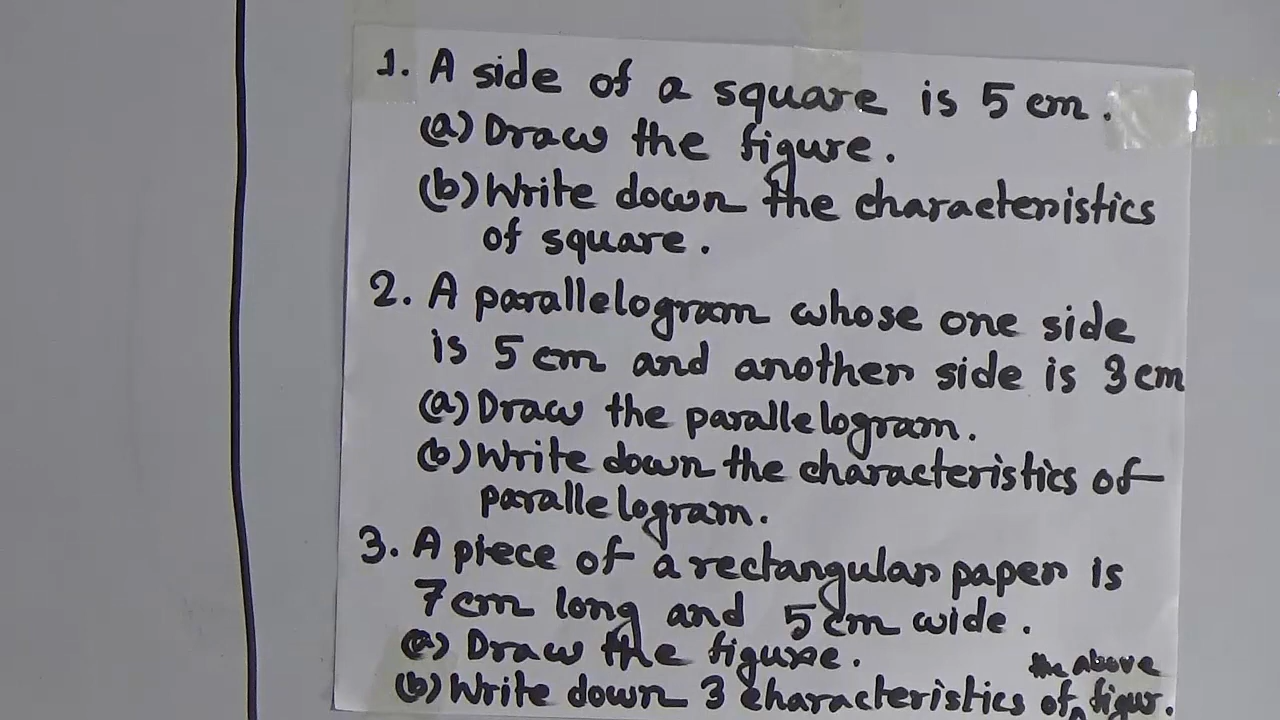 1. A side of a square is 5 cm.
(a) Draw the figure.
(b) Write down the characteristics
of square.
2. A parallelogram whose one side
is 5 cm and another side is 3 cm
(a) Draw the parallelogram.
(b) Write down the characteristics of
parallelogram.
3. A piece of a rectangular paper is
7 cm long and 5 cm wide.
(a) Draw the figure.
(b) Write down 3 characteristics of the above figur.